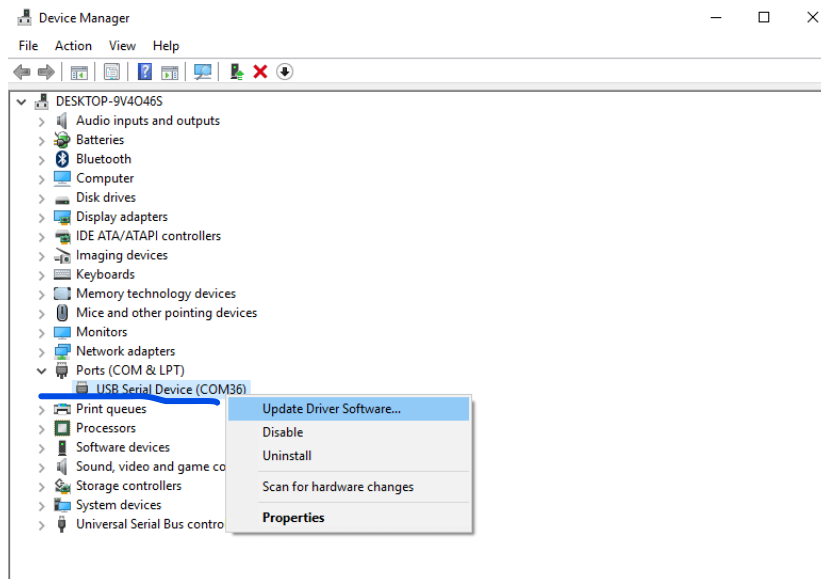 Device Manager
File Action View Help
DESKTOP-9V4O46S
Audio inputs and outputs
Batteries
Bluetooth
Computer
Disk drives
Display adapters
IDE ATA/ATAPI controllers
Imaging devices
Keyboards
Memory technology devices
Mice and other pointing devices
Monitors
Network adapters
Ports (COM & LPT)
USB Serial Device (COM36)
Print queues
Processors
Software devices
Sound, video and game co
Storage controllers
System devices
Universal Serial Bus contro
Update Driver Software...
Disable
Uninstall
Scan for hardware changes
Properties